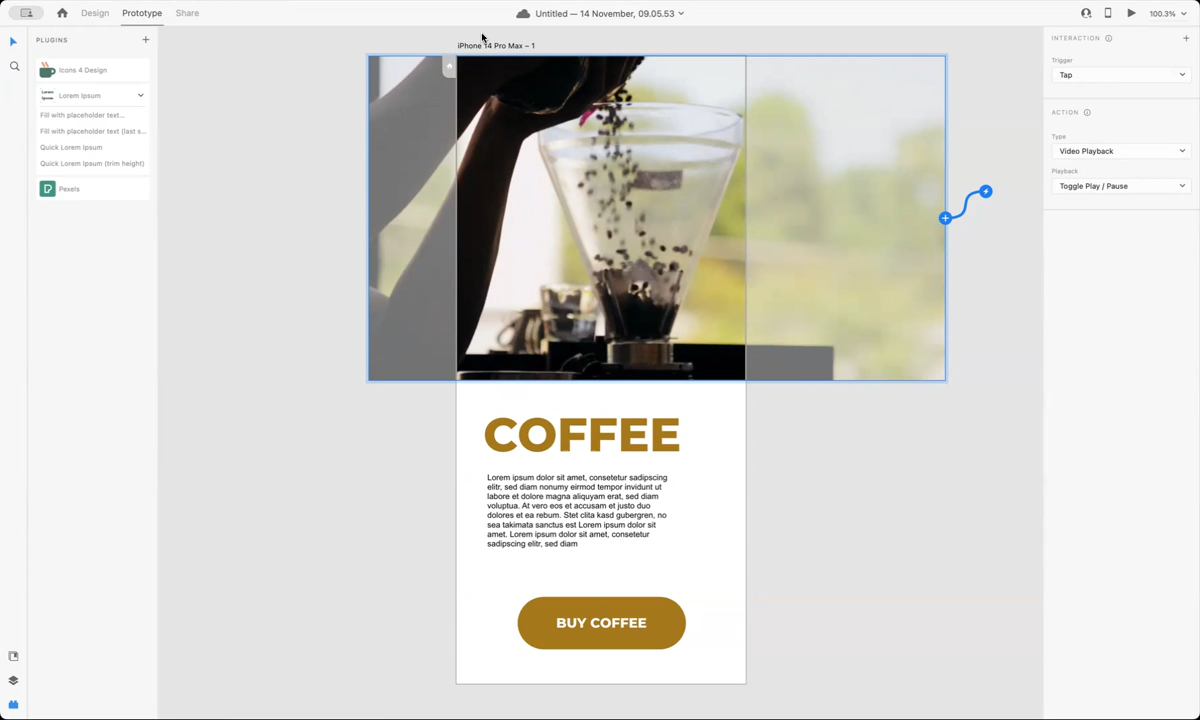 Design
Prototype
Share
Untitled — 14 November, 09.05.53
100.3%
PLUGINS
Icons 4 Design
Lorem Ipsum
Lorem Ipsum
Fill with placeholder text...
Fill with placeholder text (last s...
Quick Lorem Ipsum
Quick Lorem Ipsum (trim height)
Pexels
iPhone 14 Pro Max – 1
COFFEE
Lorem ipsum dolor sit amet, consetetur sadipscing
elitr, sed diam nonumy eirmod tempor invidunt ut
labore et dolore magna aliquyam erat, sed diam
voluptua. At vero eos et accusam et justo duo
dolores et ea rebum. Stet clita kasd gubergren, no
sea takimata sanctus est Lorem ipsum dolor sit
amet. Lorem ipsum dolor sit amet, consetetur
sadipscing elitr, sed diam
BUY COFFEE
INTERACTION
Trigger
Tap
ACTION
Type
Video Playback
Playback
Toggle Play / Pause